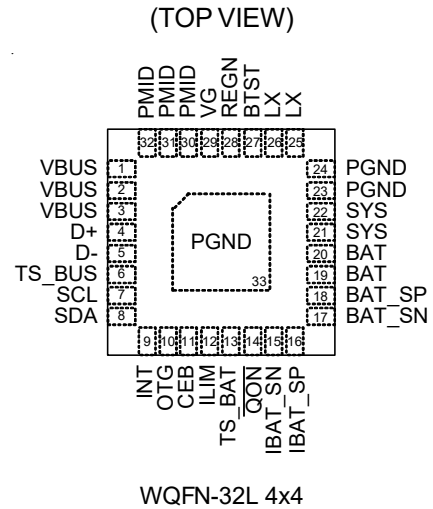 (TOP VIEW)
PMID
PMID
PMID
VG
REGN
BTST
LX
LX
32 31 30 29 28 27 26 25
VBUS 1
VBUS 2
VBUS 3
D+ 4
D- 5
TS_BUS 6
SCL 7
SDA 8
PGND
33
24 PGND
23 PGND
22 SYS
21 SYS
20 BAT
19 BAT
18 BAT_SP
17 BAT_SN
9 10 11 12 13 14 15 16
INT
OTG
CEB
ILIM
TS_BAT
QON
IBAT_SN
IBAT_SP
WQFN-32L 4x4